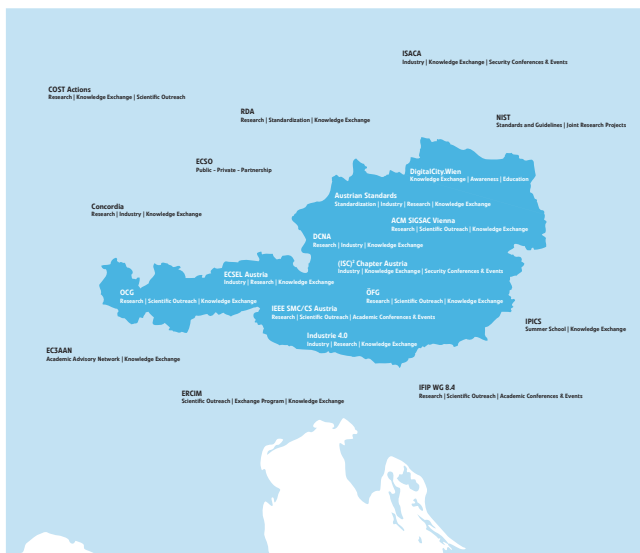 ISACA
Industry | Knowledge Exchange | Security Conferences & Events
COST Actions
Research | Knowledge Exchange | Scientific Outreach
RDA
Research | Standardization | Knowledge Exchange
NIST
Standards and Guidelines | Joint Research Projects
ECSO
Public - Private - Partnership
DigitalCity.Wien
Knowledge Exchange | Awareness | Education
Austrian Standards
Standardization | Industry | Research | Knowledge Exchange
Concordia
Research | Industry | Knowledge Exchange
ACM SIGSAC Vienna
Research | Scientific Outreach | Knowledge Exchange
DCNA
Research | Industry | Knowledge Exchange
(ISC)² Chapter Austria
Industry | Knowledge Exchange | Security Conferences & Events
ECSEL Austria
Industry | Research | Knowledge Exchange
OCG
Research | Scientific Outreach | Knowledge Exchange
ÖFG
Research | Scientific Outreach | Knowledge Exchange
IEEE SMC/CS Austria
Research | Scientific Outreach | Academic Conferences & Events
IPICS
Summer School | Knowledge Exchange
Industrie 4.0
Industry | Research | Knowledge Exchange
EC3AAN
Academic Advisory Network | Knowledge Exchange
ERCIM
Scientific Outreach | Exchange Program | Knowledge Exchange
IFIP WG 8.4
Research | Scientific Outreach | Academic Conferences & Events